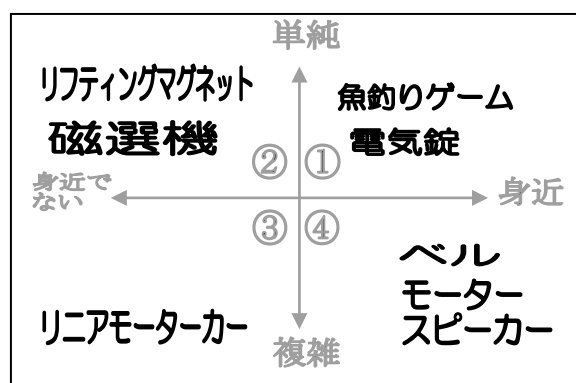 単純
リフティングマグネット
磁選機
魚釣りゲーム
電気錠
② ①
身近で
ない
身近
③ ④
リニアモーターカー
ベル
モーター
スピーカー
複雑